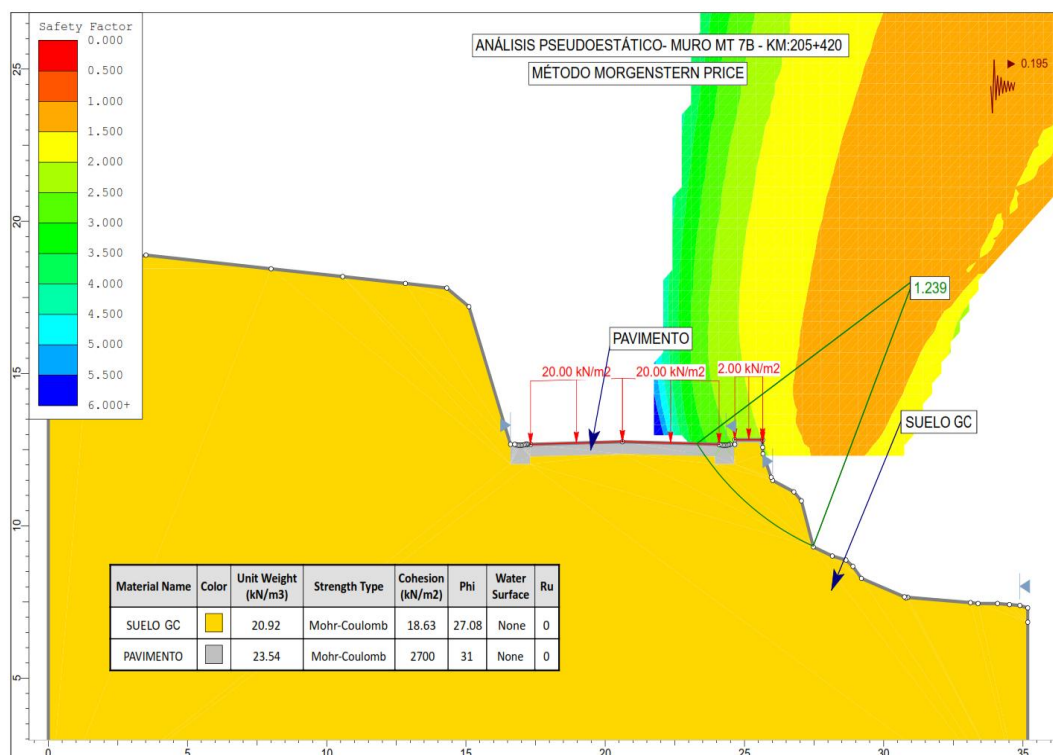 Safety Factor
0.000
0.500
1.000
1.500
2.000
2.500
3.000
3.500
4.000
4.500
5.000
5.500
6.000+
ANÁLISIS PSEUDOESTÁTICO- MURO MT 7B - KM:205+420
MÉTODO MORGENSTERN PRICE
0.195
1.239
PAVIMENTO
20.00 kN/m2 20.00 kN/m2 2.00 kN/m2
SUELO GC
Material Name Color Unit Weight (kN/m3) Strength Type Cohesion (kN/m2) Phi Water Surface Ru
SUELO GC 20.92 Mohr-Coulomb 18.63 27.08 None 0
PAVIMENTO 23.54 Mohr-Coulomb 2700 31 None 0
25
20
15
10
5
0 5 10 15 20 25 30 35